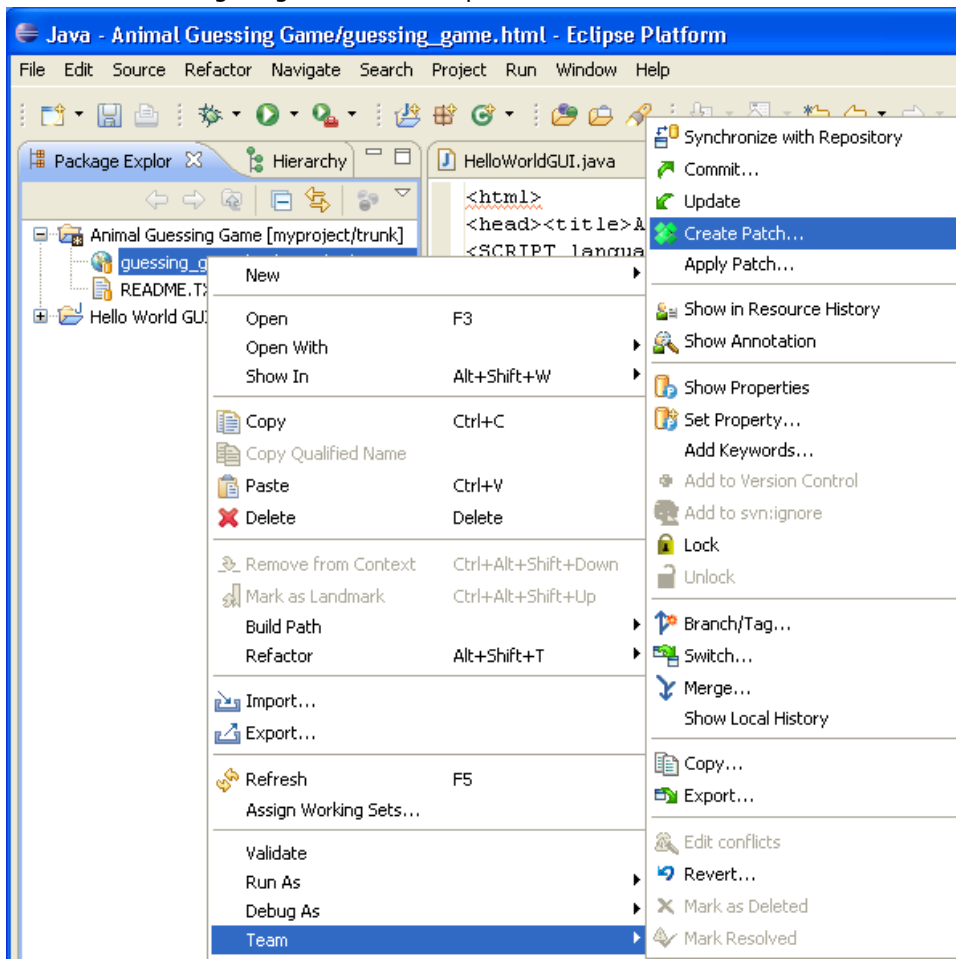 Java - Animal Guessing Game/guessing_game.html - Eclipse Platform
File Edit Source Refactor Navigate Search Project Run Window Help
Package Explor Hierarchy HelloWorldGUI.java
<html>
<head><title>A
<SCRIPT langua
Animal Guessing Game [myproject/trunk]
guessing_g
README.T
Hello World GU
New
Open F3
Open With
Show In Alt+Shift+W
Copy Ctrl+C
Copy Qualified Name
Paste Ctrl+V
Delete Delete
Remove from Context Ctrl+Alt+Shift+Down
Mark as Landmark Ctrl+Alt+Shift+Up
Build Path
Refactor Alt+Shift+T
Import...
Export...
Refresh F5
Assign Working Sets...
Validate
Run As
Debug As
Team
Synchronize with Repository
Commit...
Update
Create Patch...
Apply Patch...
Show in Resource History
Show Annotation
Show Properties
Set Property...
Add Keywords...
Add to Version Control
Add to svn:ignore
Lock
Unlock
Branch/Tag...
Switch...
Merge...
Show Local History
Copy...
Export...
Edit conflicts
Revert...
Mark as Deleted
Mark Resolved